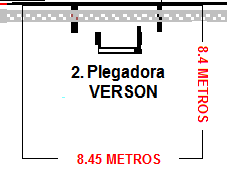 2. Plegadora
VERSON
8.4 METROS
8.45 METROS